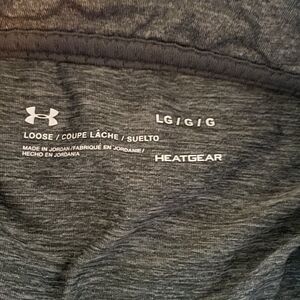 LG / G / G
LOOSE / COUPE LÂCHE / SUELTO
MADE IN JORDAN / FABRIQUÉ EN JORDANIE /
HECHO EN JORDANIA
HEATGEAR